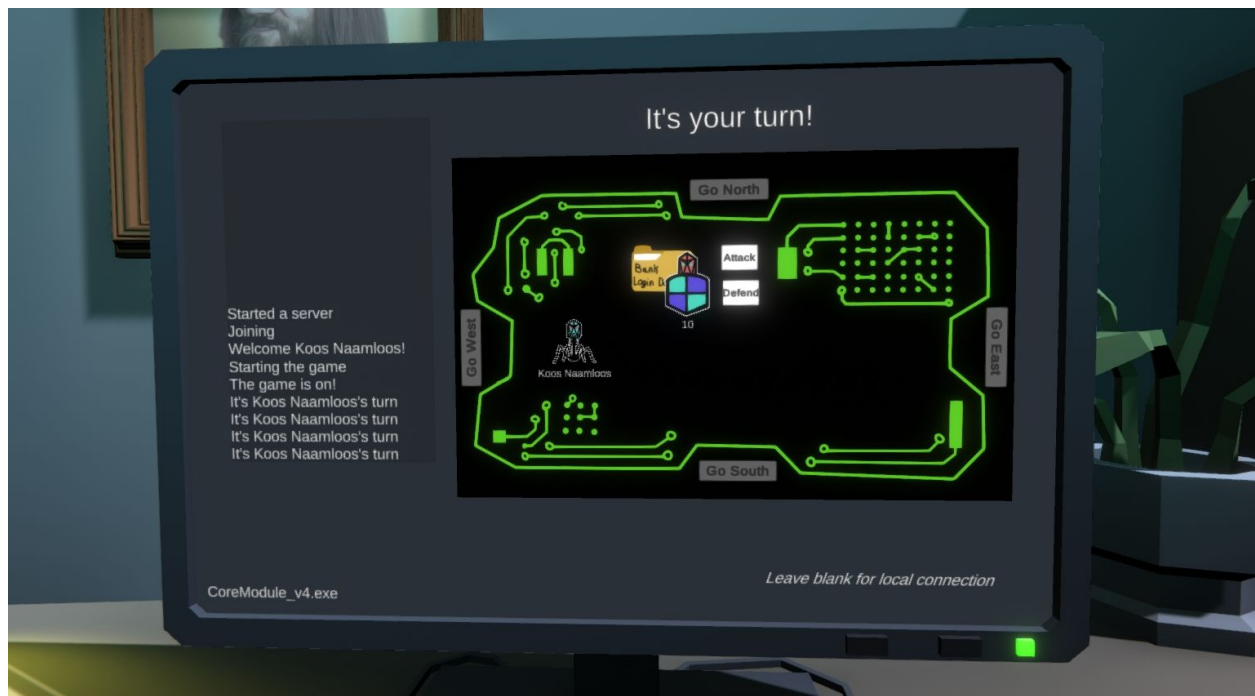 It's your turn!
Go North
Bank
Login
Attack
Defend
10
Go West
Go East
Koos Naamloos
Go South
Started a server
Joining
Welcome Koos Naamloos!
Starting the game
The game is on!
It's Koos Naamloos's turn
It's Koos Naamloos's turn
It's Koos Naamloos's turn
It's Koos Naamloos's turn
Leave blank for local connection
CoreModule_v4.exe